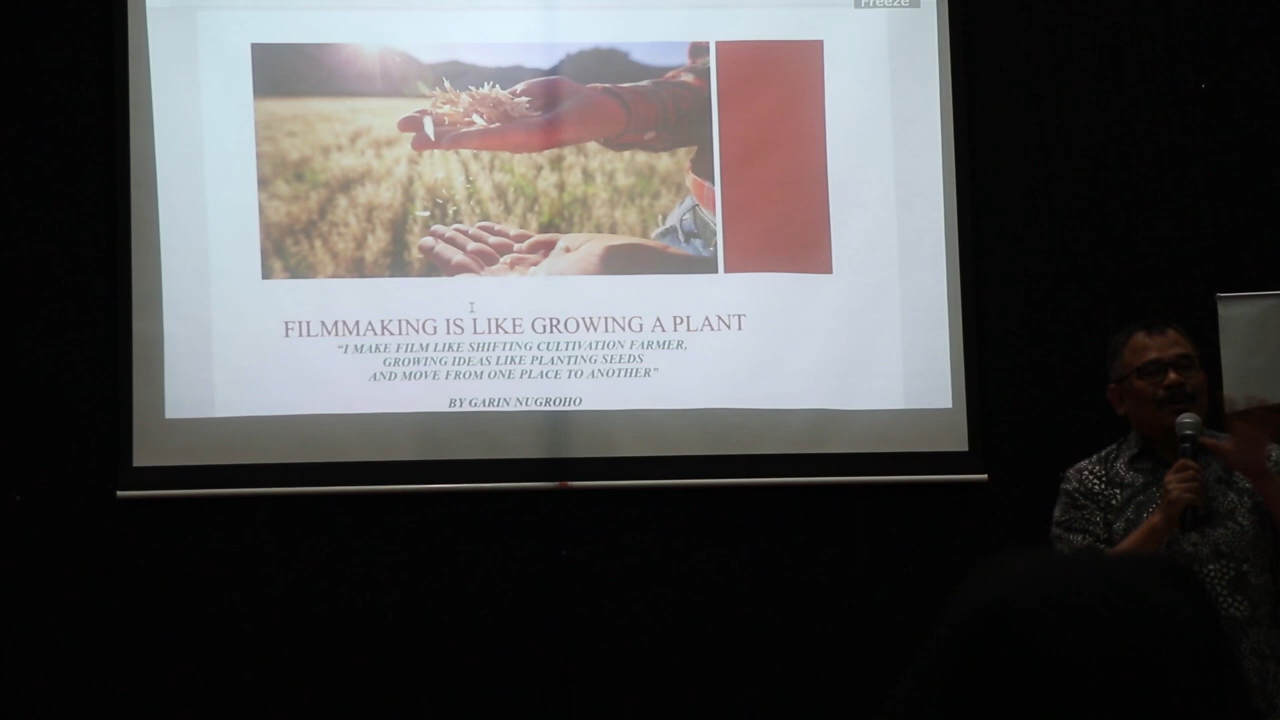 Freeze
FILMMAKING IS LIKE GROWING A PLANT
“I MAKE FILM LIKE SHIFTING CULTIVATION FARMER,
GROWING IDEAS LIKE PLANTING SEEDS
AND MOVE FROM ONE PLACE TO ANOTHER”
BY GARIN NUGROHO